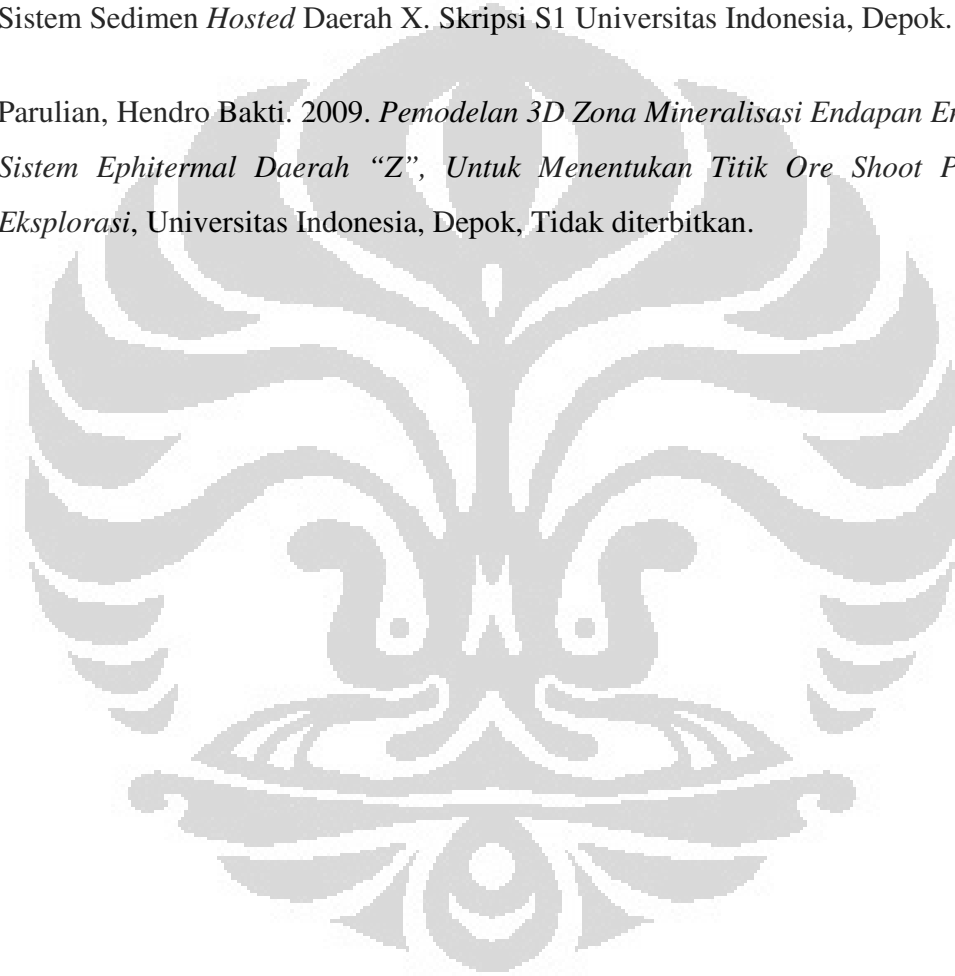 Sistem Sedimen Hosted Daerah X. Skripsi S1 Universitas Indonesia, Depok.
Parulian, Hendro Bakti. 2009. Pemodelan 3D Zona Mineralisasi Endapan
Sistem Ephitermal Daerah “Z”, Untuk Menentukan Titik Ore Shoot
Eksplorasi, Universitas Indonesia, Depok, Tidak diterbitkan.